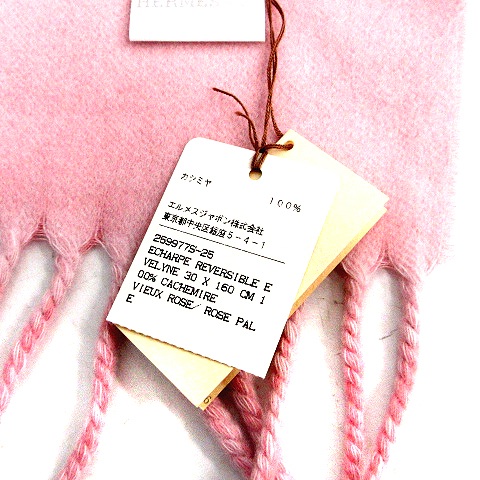 HERMES
カシミヤ
100%
エルメスジャポン株式会社
東京都中央区銀座5-4-1
259977S-25
ECHARPE REVERSIBLE E
VELYNE 30 X 160 CM 1
00% CACHEMIRE
VIEUX ROSE/ ROSE PAL
E